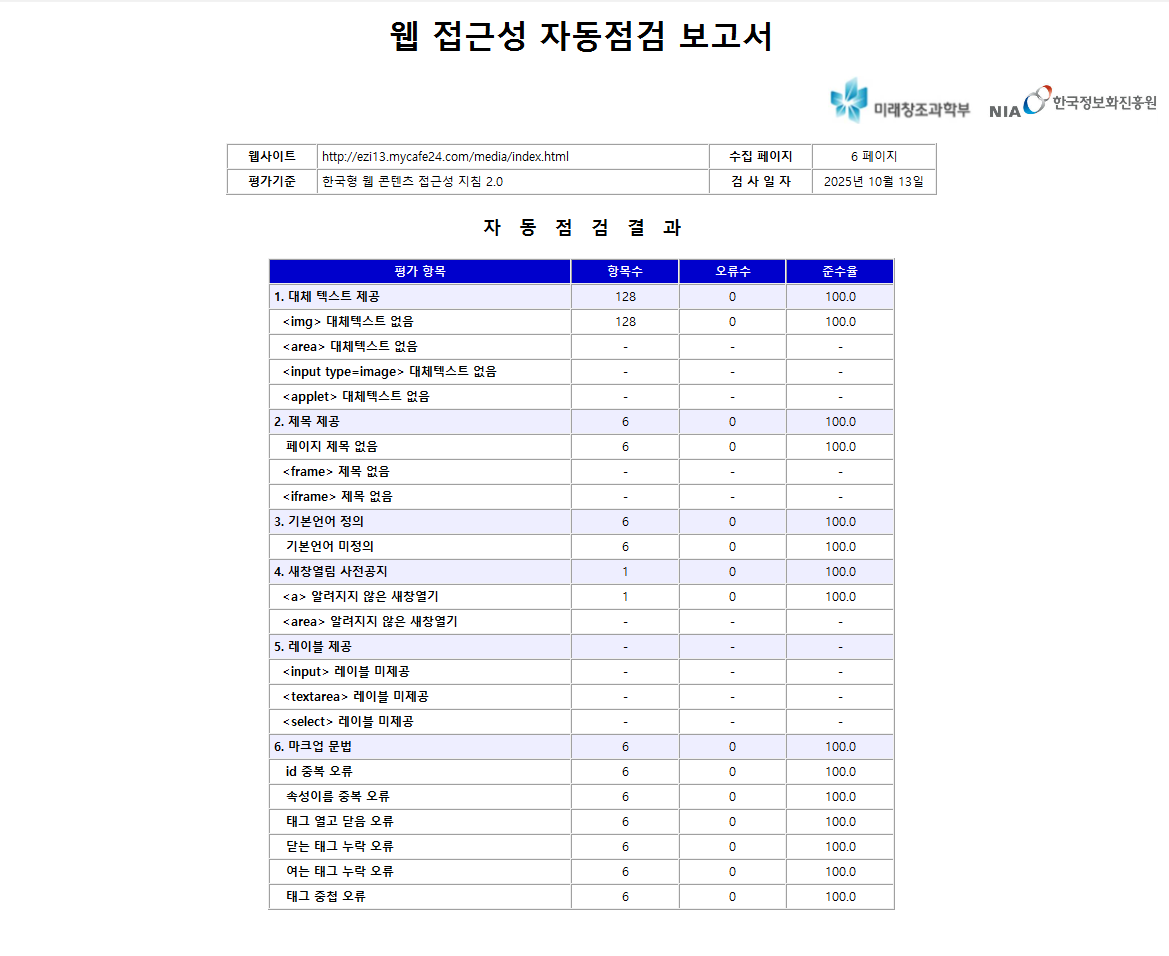 웹 접근성 자동점검 보고서
미래창조과학부 NIA 한국정보화진흥원
웹사이트 http://ezi13.mycafe24.com/media/index.html 수집 페이지 6 페이지
평가기준 한국형 웹 콘텐츠 접근성 지침 2.0 검 사 일 자 2025년 10월 13일
자 동 점 검 결 과
평가 항목 항목수 오류수 준수율
1. 대체 텍스트 제공 128 0 100.0
<img> 대체텍스트 없음 128 0 100.0
<area> 대체텍스트 없음 - - -
<input type=image> 대체텍스트 없음 - - -
<applet> 대체텍스트 없음 - - -
2. 제목 제공 6 0 100.0
페이지 제목 없음 6 0 100.0
<frame> 제목 없음 - - -
<iframe> 제목 없음 - - -
3. 기본언어 정의 6 0 100.0
기본언어 미정의 6 0 100.0
4. 새창열림 사전공지 1 0 100.0
<a> 알려지지 않은 새창열기 1 0 100.0
<area> 알려지지 않은 새창열기 - - -
5. 레이블 제공 - - -
<input> 레이블 미제공 - - -
<textarea> 레이블 미제공 - - -
<select> 레이블 미제공 - - -
6. 마크업 문법 6 0 100.0
id 중복 오류 6 0 100.0
속성이름 중복 오류 6 0 100.0
태그 열고 닫음 오류 6 0 100.0
닫는 태그 누락 오류 6 0 100.0
여는 태그 누락 오류 6 0 100.0
태그 중첩 오류 6 0 100.0